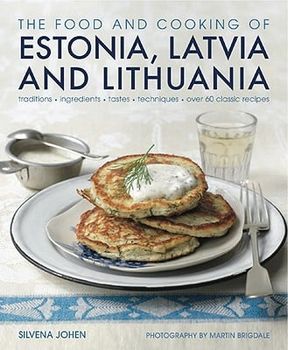 THE FOOD AND COOKING OF
ESTONIA, LATVIA
AND LITHUANIA
traditions • ingredients • tastes • techniques • over 60 classic recipes
SILVENA JOHEN
PHOTOGRAPHY BY MARTIN BRIGDALE